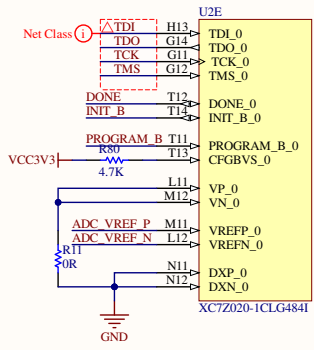 U2E
Net Class i TDI H13 TDI_0
TDO G14 TDO_0
TCK G11 TCK_0
TMS G12 TMS_0
DONE T12 DONE_0
INIT_B T14 INIT_B_0
PROGRAM_B T11 PROGRAM_B_0
R80
VCC3V3 T13 CFGBVS_0
4.7K
L11 VP_0
M12 VN_0
ADC_VREF_P M11 VREFP_0
ADC_VREF_N L12 VREFN_0
R11
0R
N11 DXP_0
N12 DXN_0
XC7Z020-1CLG484I
GND